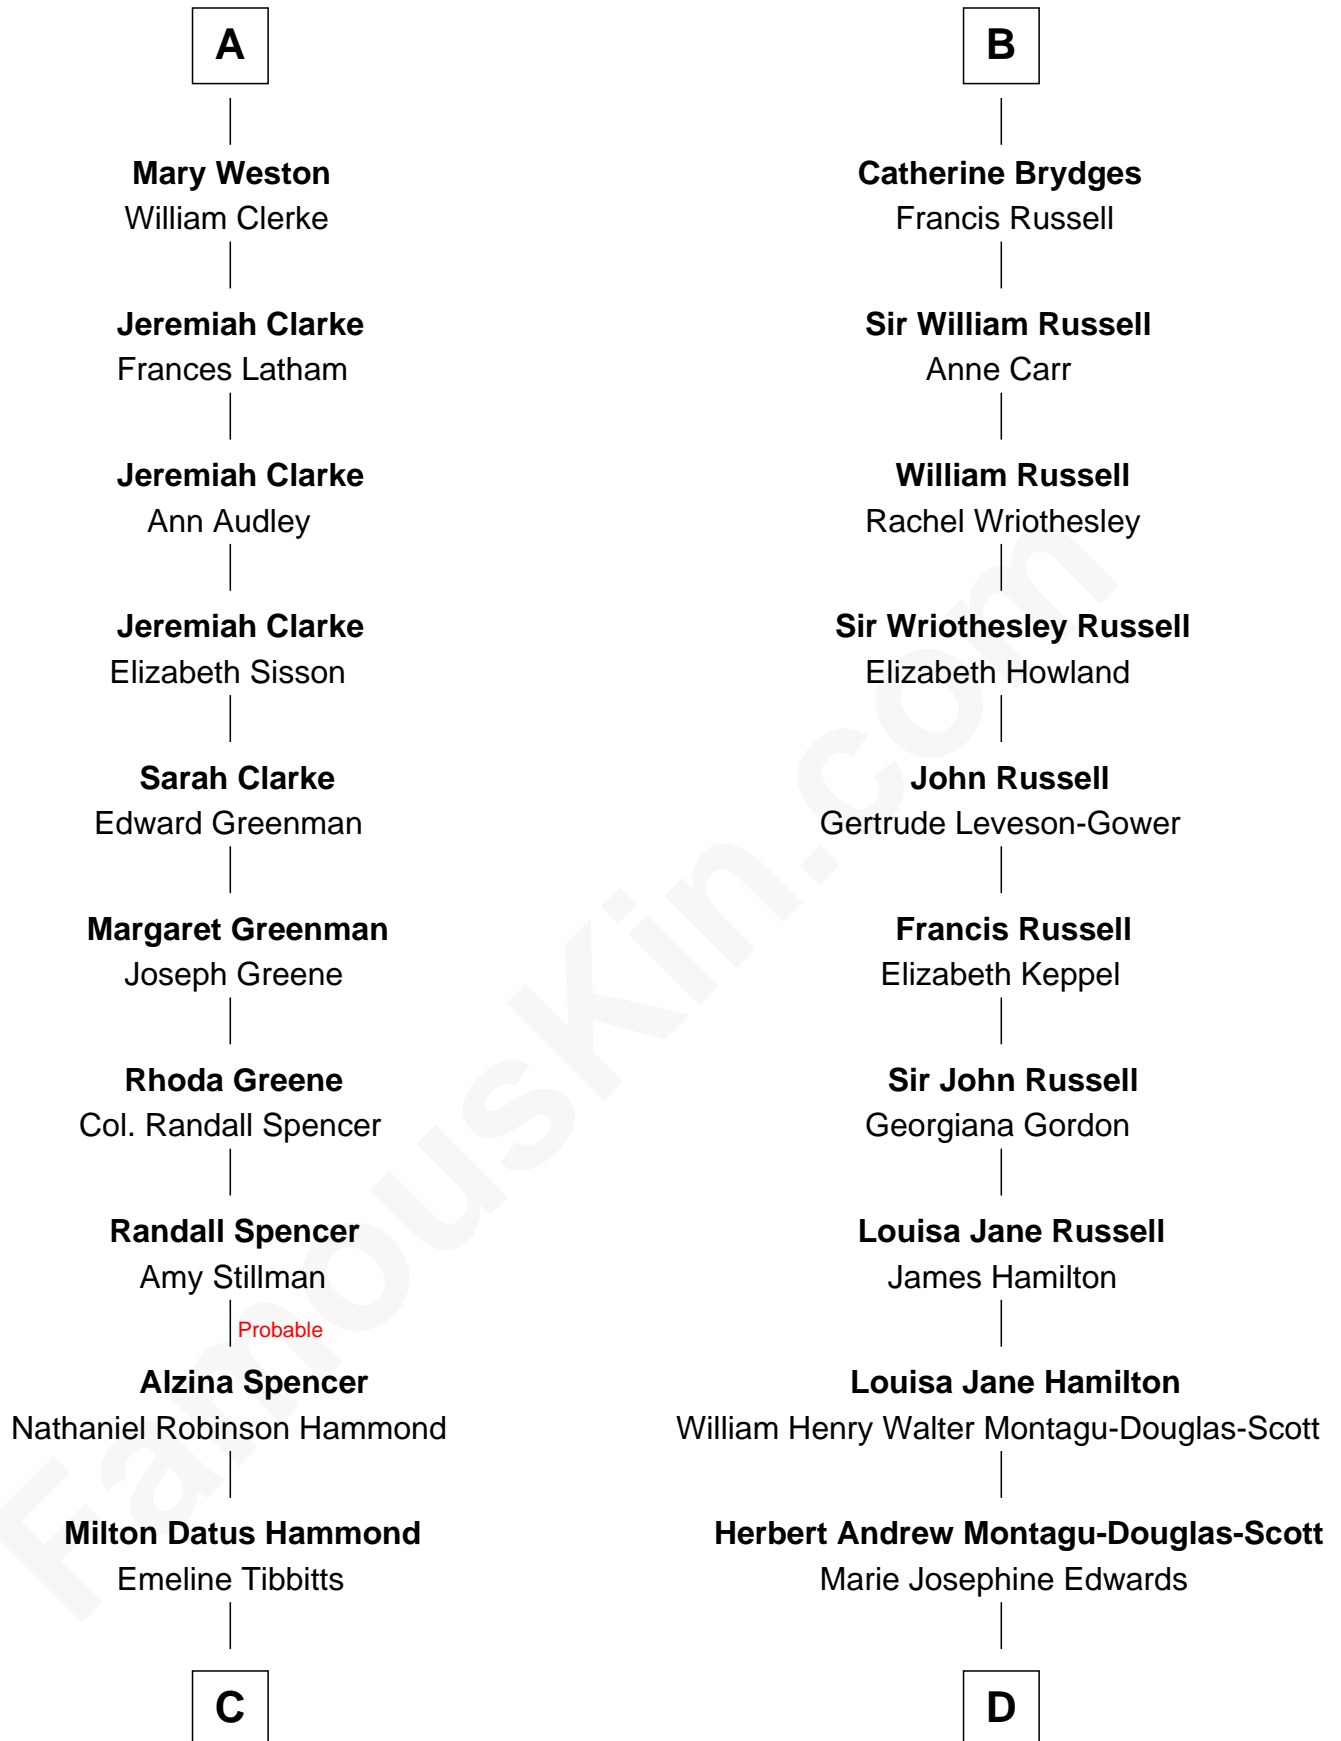 A
Mary Weston
William Clerke
Jeremiah Clarke
Frances Latham
Jeremiah Clarke
Ann Audley
Jeremiah Clarke
Elizabeth Sisson
Sarah Clarke
Edward Greenman
Margaret Greenman
Joseph Greene
Rhoda Greene
Col. Randall Spencer
Randall Spencer
Amy Stillman
Probable
Alzina Spencer
Nathaniel Robinson Hammond
Milton Datus Hammond
Emeline Tibbitts
C
B
Catherine Brydges
Francis Russell
Sir William Russell
Anne Carr
William Russell
Rachel Wriothesley
Sir Wriothesley Russell
Elizabeth Howland
John Russell
Gertrude Leveson-Gower
Francis Russell
Elizabeth Keppel
Sir John Russell
Georgiana Gordon
Louisa Jane Russell
James Hamilton
Louisa Jane Hamilton
William Henry Walter Montagu-Douglas-Scott
Herbert Andrew Montagu-Douglas-Scott
Marie Josephine Edwards
D
FamousKin.com